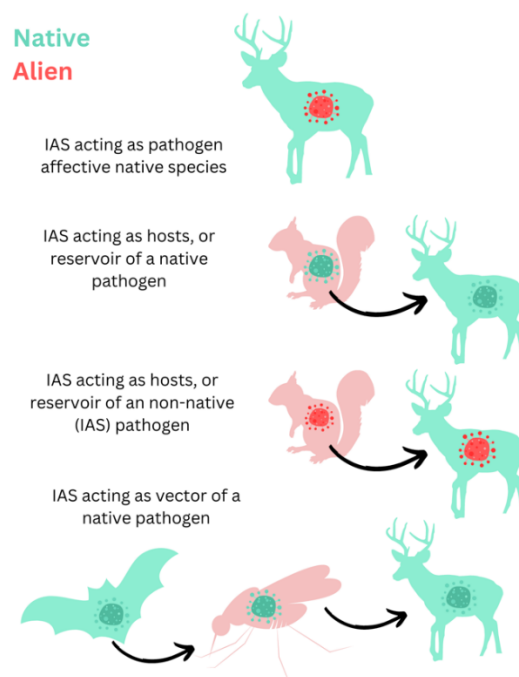 Native
Alien
IAS acting as pathogen
affective native species
IAS acting as hosts, or
reservoir of a native
pathogen
IAS acting as hosts, or
reservoir of an non-native
(IAS) pathogen
IAS acting as vector of a
native pathogen